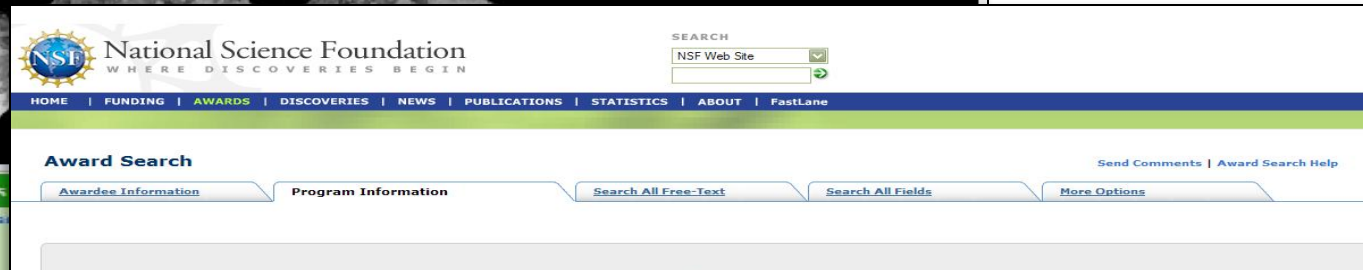 NSF
National Science Foundation
WHERE DISCOVERIES BEGIN
SEARCH
NSF Web Site
HOME | FUNDING | AWARDS | DISCOVERIES | NEWS | PUBLICATIONS | STATISTICS | ABOUT | FastLane
Award Search
Send Comments | Award Search Help
Awardee Information
Program Information
Search All Free-Text
Search All Fields
More Options